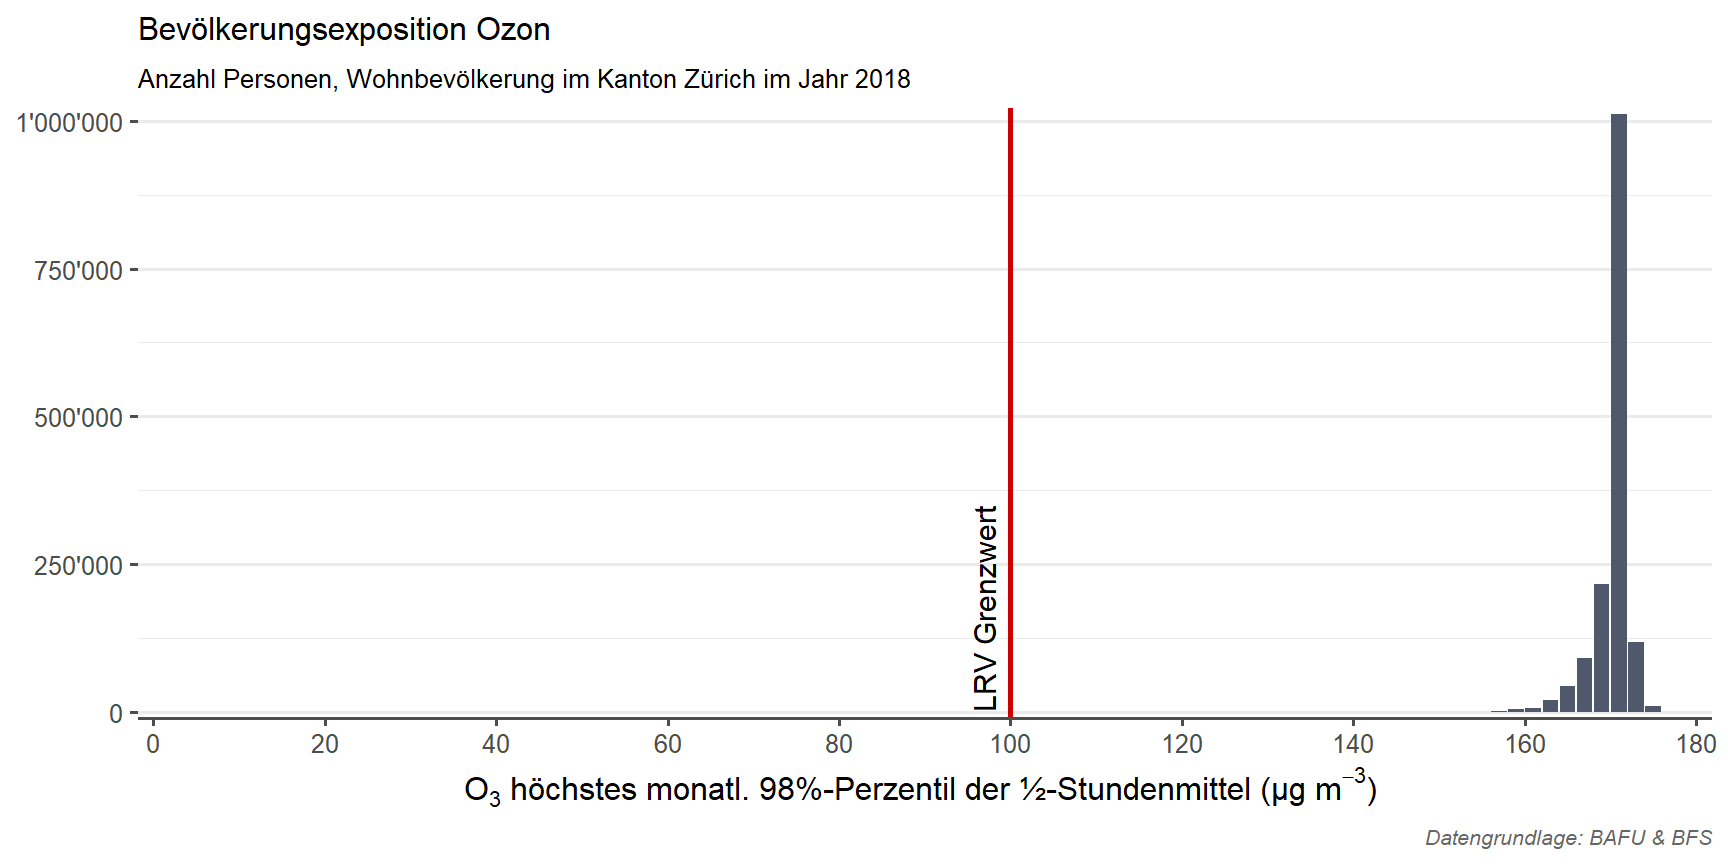 Bevölkerungsexposition Ozon
Anzahl Personen, Wohnbevölkerung im Kanton Zürich im Jahr 2018
1'000'000
750'000
500'000
250'000
0
LRV Grenzwert
0 20 40 60 80 100 120 140 160 180
O₃ höchstes monatl. 98%-Perzentil der ½-Stundenmittel (µg m⁻³)
Datengrundlage: BAFU & BFS